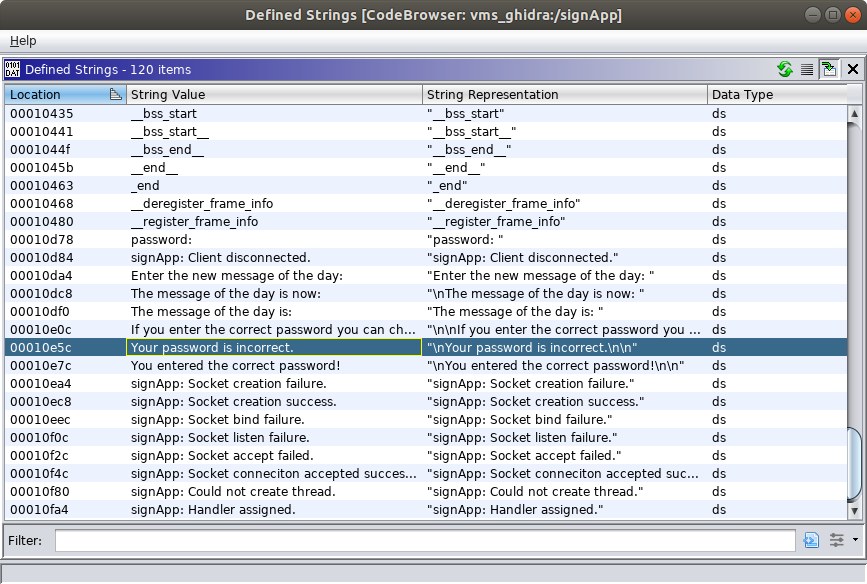 Defined Strings [CodeBrowser: vms_ghidra:/signApp]
Help
0101 DAT Defined Strings - 120 items
Location String Value String Representation Data Type
00010435 __bss_start "__bss_start" ds
00010441 __bss_start__ "__bss_start__" ds
0001044f __bss_end__ "__bss_end__" ds
0001045b __end__ "__end__" ds
00010463 _end "_end" ds
00010468 __deregister_frame_info "__deregister_frame_info" ds
00010480 __register_frame_info "__register_frame_info" ds
00010d78 password: "password: " ds
00010d84 signApp: Client disconnected. "signApp: Client disconnected." ds
00010da4 Enter the new message of the day: "Enter the new message of the day: " ds
00010dc8 The message of the day is now: "\nThe message of the day is now: " ds
00010df0 The message of the day is: "The message of the day is: " ds
00010e0c If you enter the correct password you can ch... "\n\nIf you enter the correct password you ... ds
00010e5c Your password is incorrect. "\nYour password is incorrect.\n\n" ds
00010e7c You entered the correct password! "\nYou entered the correct password!\n\n" ds
00010ea4 signApp: Socket creation failure. "signApp: Socket creation failure." ds
00010ec8 signApp: Socket creation success. "signApp: Socket creation success." ds
00010eec signApp: Socket bind failure. "signApp: Socket bind failure." ds
00010f0c signApp: Socket listen failure. "signApp: Socket listen failure." ds
00010f2c signApp: Socket accept failed. "signApp: Socket accept failed." ds
00010f4c signApp: Socket conneciton accepted succes... "signApp: Socket conneciton accepted suc... ds
00010f80 signApp: Could not create thread. "signApp: Could not create thread." ds
00010fa4 signApp: Handler assigned. "signApp: Handler assigned." ds
Filter: